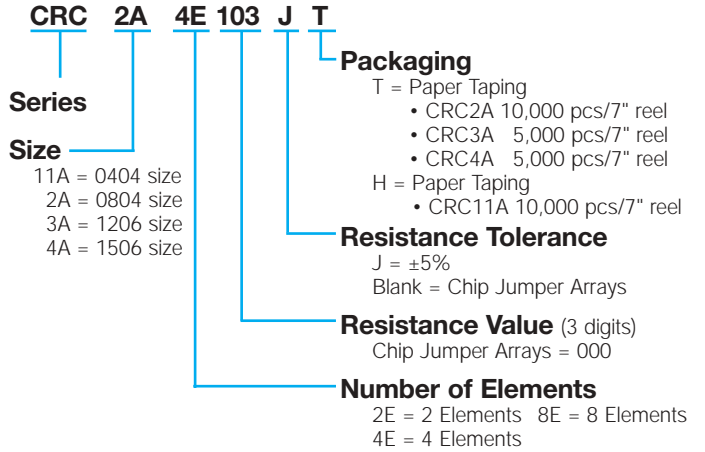 CRC 2A 4E 103 J T
Packaging
T = Paper Taping
• CRC2A 10,000 pcs/7" reel
• CRC3A 5,000 pcs/7" reel
• CRC4A 5,000 pcs/7" reel
H = Paper Taping
• CRC11A 10,000 pcs/7" reel
Series
Size
11A = 0404 size
2A = 0804 size
3A = 1206 size
4A = 1506 size
Resistance Tolerance
J = ±5%
Blank = Chip Jumper Arrays
Resistance Value (3 digits)
Chip Jumper Arrays = 000
Number of Elements
2E = 2 Elements 8E = 8 Elements
4E = 4 Elements